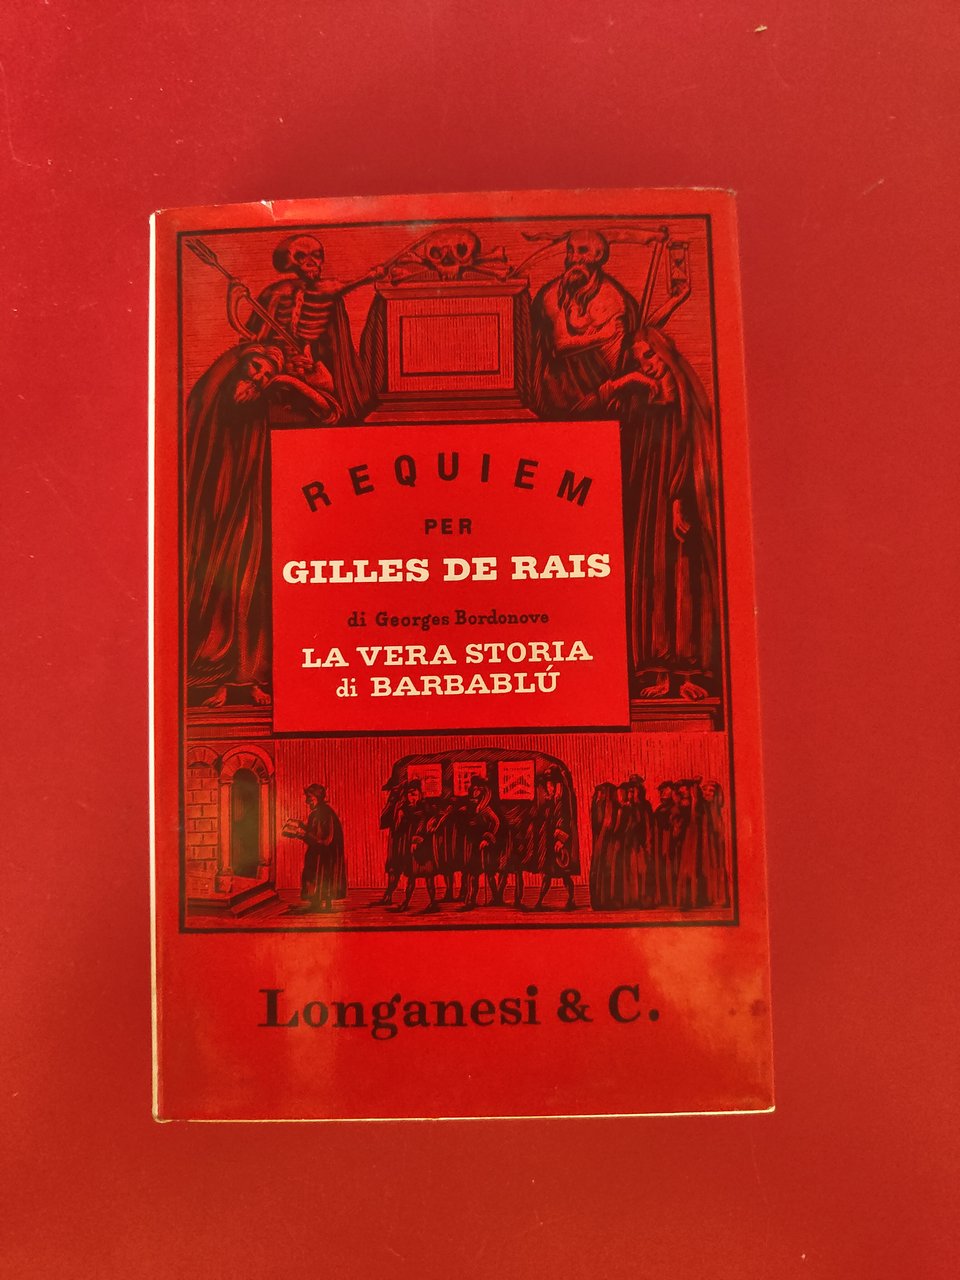 REQUIEM
PER
GILLES DE RAIS
di Georges Bordonove
LA VERA STORIA
di BARBABLÚ
Longanesi & C.